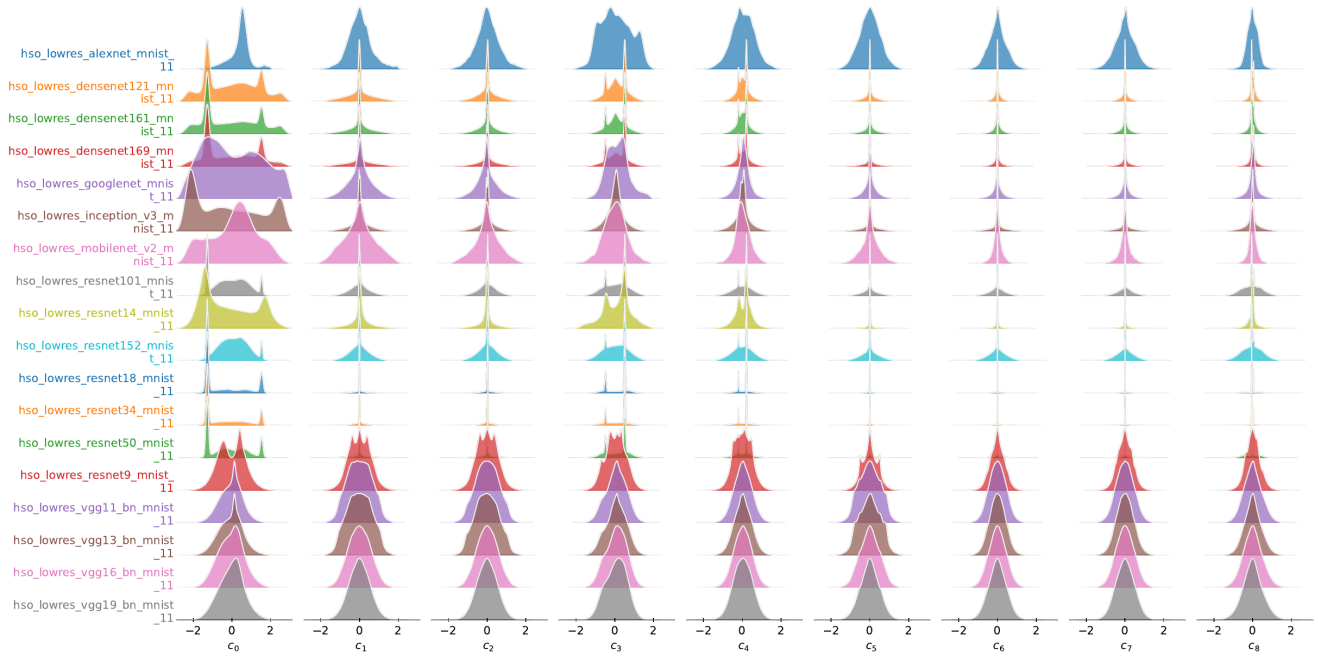 hso_lowres_alexnet_mnist_
11
hso_lowres_densenet121_mn
ist_11
hso_lowres_densenet161_mn
ist_11
hso_lowres_densenet169_mn
ist_11
hso_lowres_googlenet_mnis
t_11
hso_lowres_inception_v3_m
nist_11
hso_lowres_mobilenet_v2_m
nist_11
hso_lowres_resnet101_mnis
t_11
hso_lowres_resnet14_mnist
_11
hso_lowres_resnet152_mnis
t_11
hso_lowres_resnet18_mnist
_11
hso_lowres_resnet34_mnist
_11
hso_lowres_resnet50_mnist
_11
hso_lowres_resnet9_mnist_
11
hso_lowres_vgg11_bn_mnist
_11
hso_lowres_vgg13_bn_mnist
_11
hso_lowres_vgg16_bn_mnist
_11
hso_lowres_vgg19_bn_mnist
_11
−2 0 2 −2 0 2 −2 0 2 −2 0 2 −2 0 2 −2 0 2 −2 0 2 −2 0 2 −2 0 2
c0 c1 c2 c3 c4 c5 c6 c7 c8